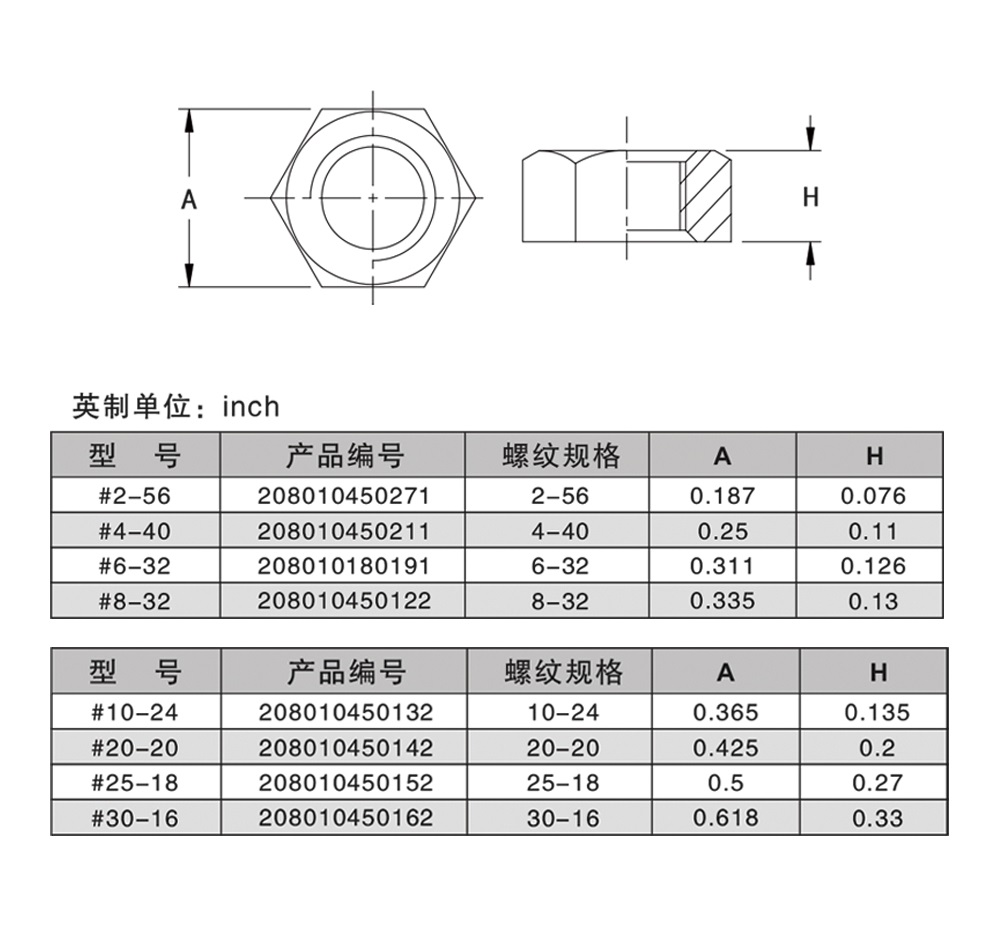 A
H
英制单位：inch
型 号 产品编号 螺纹规格 A H
#2-56 208010450271 2-56 0.187 0.076
#4-40 208010450211 4-40 0.25 0.11
#6-32 208010180191 6-32 0.311 0.126
#8-32 208010450122 8-32 0.335 0.13
型 号 产品编号 螺纹规格 A H
#10-24 208010450132 10-24 0.365 0.135
#20-20 208010450142 20-20 0.425 0.2
#25-18 208010450152 25-18 0.5 0.27
#30-16 208010450162 30-16 0.618 0.33